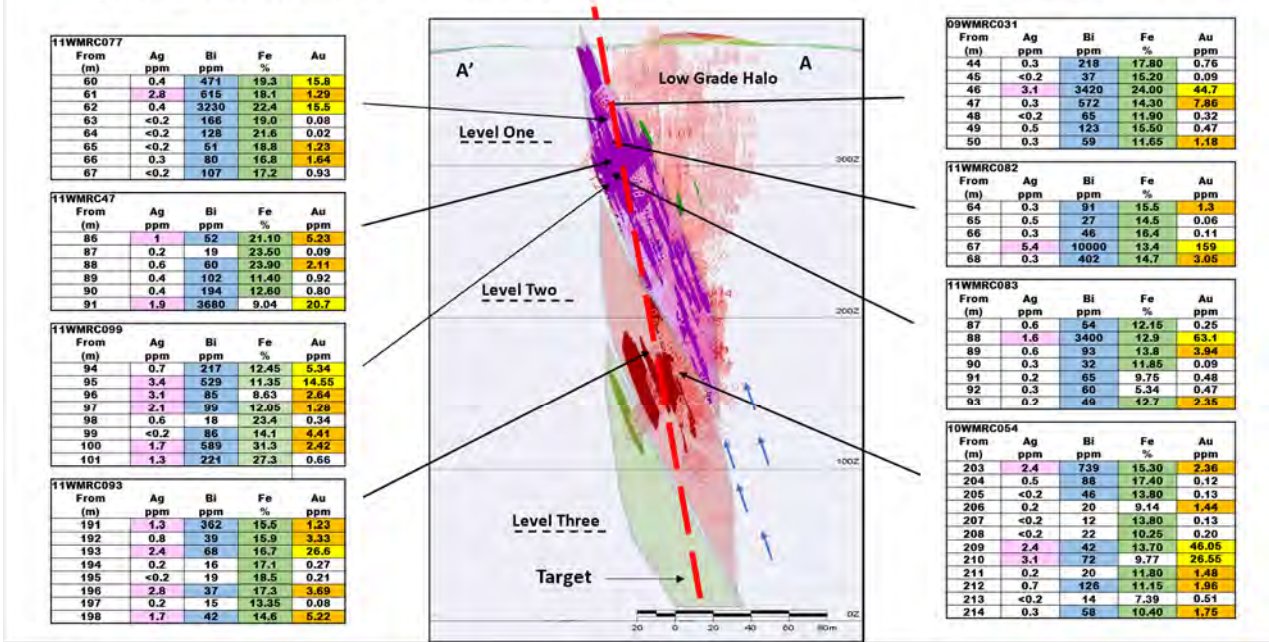 11WMRC077
From Ag Bi Fe Au
(m) ppm ppm % ppm
60 0.4 471 19.3 15.8
61 2.8 615 18.1 1.29
62 0.4 3230 22.4 15.5
63 <0.2 166 19.0 0.08
64 <0.2 128 21.6 0.02
65 <0.2 51 18.8 1.23
66 0.3 80 16.8 1.64
67 <0.2 107 17.2 0.93
11WMRC47
From Ag Bi Fe Au
(m) ppm ppm % ppm
86 1 52 21.10 5.23
87 0.2 19 23.50 0.09
88 0.6 60 23.90 2.11
89 0.4 102 11.40 0.92
90 0.4 194 12.60 0.80
91 1.9 3680 9.04 20.7
11WMRC099
From Ag Bi Fe Au
(m) ppm ppm % ppm
94 0.7 217 12.45 5.34
95 3.4 529 11.35 14.55
96 3.1 85 8.63 2.64
97 2.1 99 12.05 1.28
98 0.6 18 23.4 0.34
99 <0.2 86 14.1 4.41
100 1.7 589 31.3 2.42
101 1.3 221 27.3 0.66
11WMRC093
From Ag Bi Fe Au
(m) ppm ppm % ppm
191 1.3 362 15.5 1.23
192 0.8 39 15.9 3.33
193 2.4 68 16.7 26.6
194 0.2 16 17.1 0.27
195 <0.2 19 18.5 0.21
196 2.8 37 17.3 3.69
197 0.2 15 13.35 0.08
198 1.7 42 14.6 5.22
A' A
Low Grade Halo
Level One
300Z
Level Two
200Z
100Z
Level Three
Target
0Z
20 0 20 40 60 80m
09WMRC031
From Ag Bi Fe Au
(m) ppm ppm % ppm
44 0.3 218 17.80 0.76
45 <0.2 37 15.20 0.09
46 3.1 3420 24.00 44.7
47 0.3 572 14.30 7.86
48 <0.2 65 11.90 0.32
49 0.5 123 15.50 0.47
50 0.3 59 11.65 1.18
11WMRC082
From Ag Bi Fe Au
(m) ppm ppm % ppm
64 0.3 91 15.5 1.3
65 0.5 27 14.5 0.06
66 0.3 46 16.4 0.11
67 5.4 10000 13.4 159
68 0.3 402 14.7 3.05
11WMRC083
From Ag Bi Fe Au
(m) ppm ppm % ppm
87 0.6 54 12.15 0.25
88 1.6 3400 12.9 63.1
89 0.6 93 13.8 3.94
90 0.3 32 11.85 0.09
91 0.2 65 9.75 0.48
92 0.3 60 5.34 0.47
93 0.2 49 12.7 2.35
10WMRC054
From Ag Bi Fe Au
(m) ppm ppm % ppm
203 2.4 739 15.30 2.36
204 0.5 88 17.40 0.12
205 <0.2 46 13.80 0.13
206 0.2 20 9.14 1.44
207 <0.2 12 13.80 0.13
208 <0.2 22 10.25 0.20
209 2.4 42 13.70 46.05
210 3.1 72 9.77 26.55
211 0.2 20 11.80 1.48
212 0.7 126 11.15 1.96
213 <0.2 14 7.39 0.51
214 0.3 58 10.40 1.75